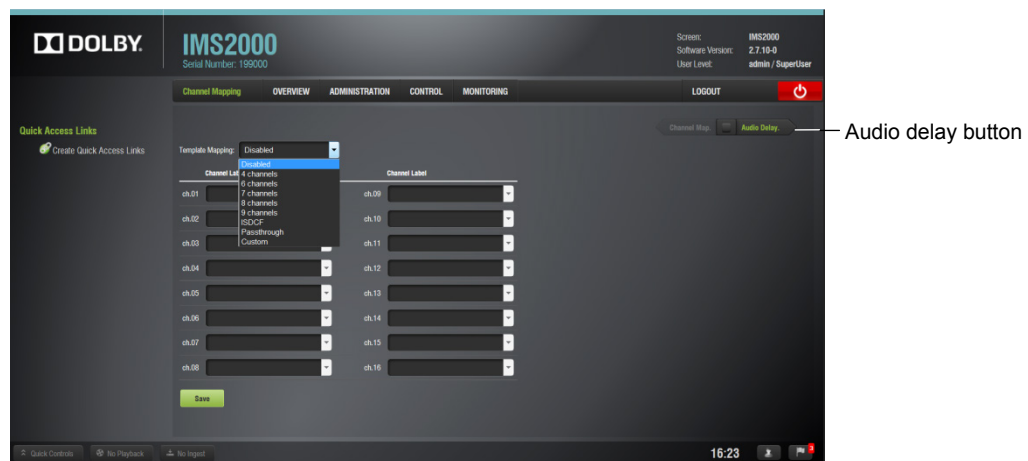 DOLBY.
IMS2000
Serial Number: 199000
Screen: IMS2000
Software Version: 2.7.10-0
User Level: admin / SuperUser
Channel Mapping OVERVIEW ADMINISTRATION CONTROL MONITORING LOGOUT
Quick Access Links
Create Quick Access Links
Channel Map. Audio Delay.
Audio delay button
Template Mapping: Disabled
Disabled
4 channels
6 channels
7 channels
8 channels
9 channels
ISDCF
Passthrough
Custom
Channel Lab Channel Label
ch.01 ch.09
ch.02 ch.10
ch.03 ch.11
ch.04 ch.12
ch.05 ch.13
ch.06 ch.14
ch.07 ch.15
ch.08 ch.16
Save
Quick Controls No Playback No Ingest 16:23 3